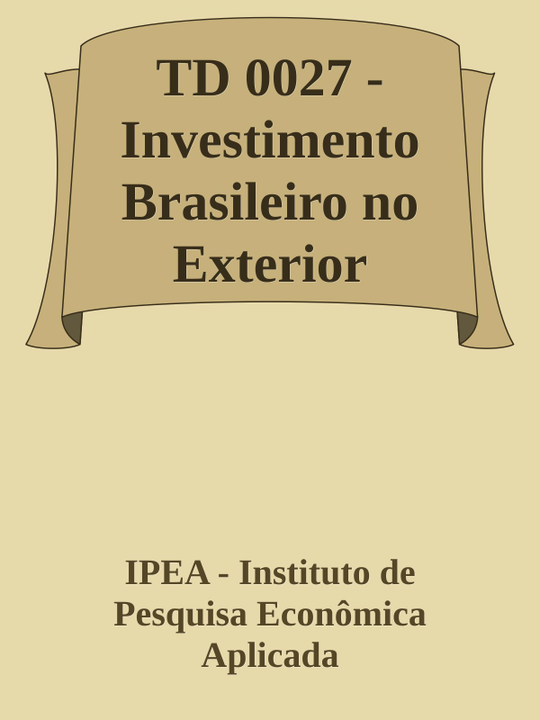 TD 0027 -
Investimento
Brasileiro no
Exterior
IPEA - Instituto de
Pesquisa Econômica
Aplicada